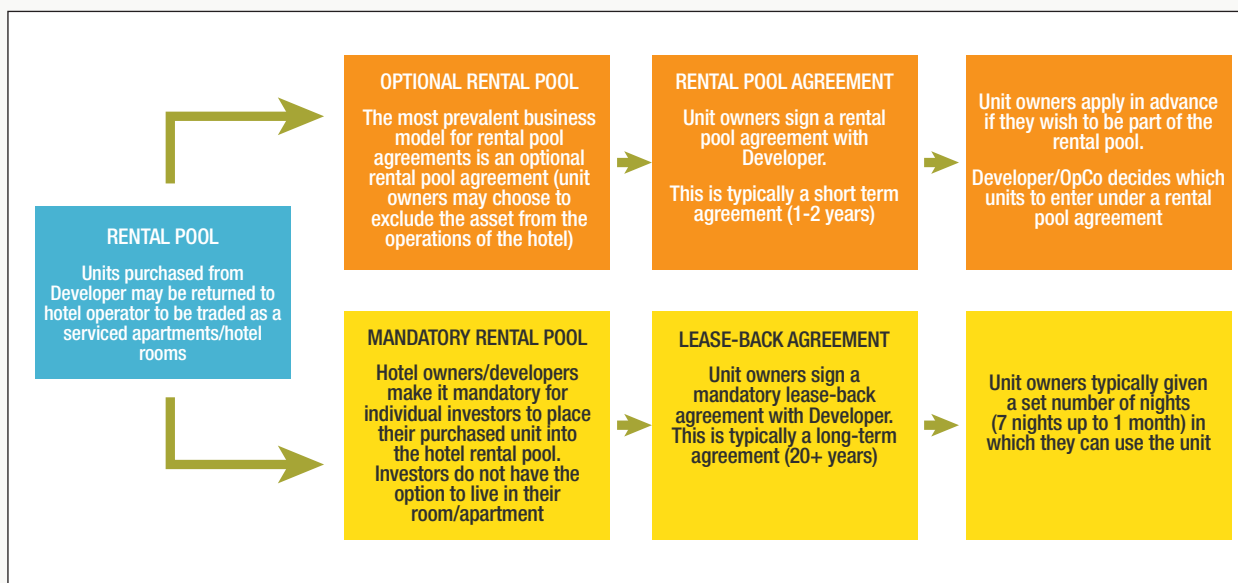 RENTAL POOL
Units purchased from
Developer may be returned to
hotel operator to be traded as a
serviced apartments/hotel
rooms
OPTIONAL RENTAL POOL
The most prevalent business
model for rental pool
agreements is an optional
rental pool agreement (unit
owners may choose to
exclude the asset from the
operations of the hotel)
RENTAL POOL AGREEMENT
Unit owners sign a rental
pool agreement with
Developer.
This is typically a short term
agreement (1-2 years)
Unit owners apply in advance
if they wish to be part of the
rental pool.
Developer/OpCo decides which
units to enter under a rental
pool agreement
MANDATORY RENTAL POOL
Hotel owners/developers
make it mandatory for
individual investors to place
their purchased unit into
the hotel rental pool.
Investors do not have the
option to live in their
room/apartment
LEASE-BACK AGREEMENT
Unit owners sign a
mandatory lease-back
agreement with Developer.
This is typically a long-term
agreement (20+ years)
Unit owners typically given
a set number of nights
(7 nights up to 1 month) in
which they can use the unit